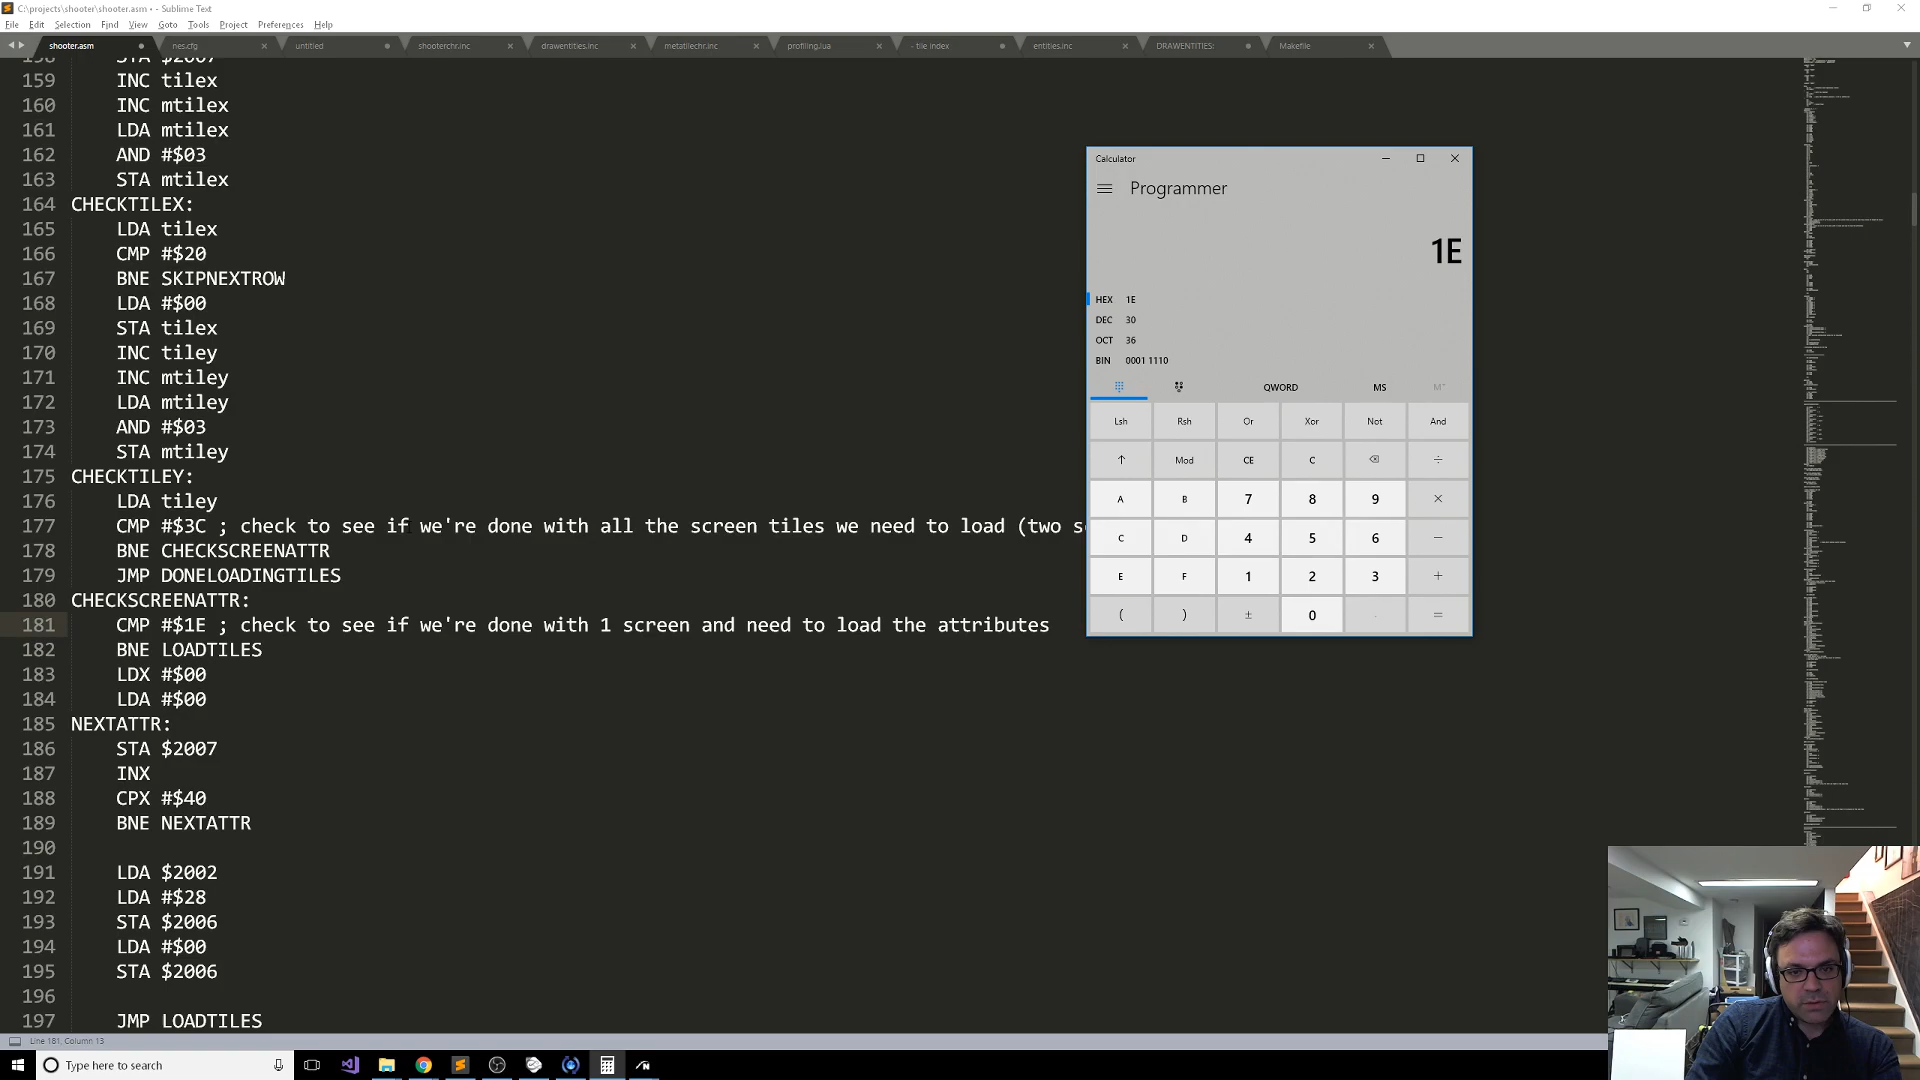 C:\projects\shooter\shooter.asm • - Sublime Text
File Edit Selection Find View Goto Tools Project Preferences Help
shooter.asm nes.cfg untitled shooterchr.inc drawentities.inc metatilechr.inc profiling.lua - tile index entities.inc DRAWENTITIES: Makefile
158 STA $2007
159 INC tilex
160 INC mtilex
161 LDA mtilex
162 AND #$03
163 STA mtilex
164 CHECKTILEX:
165 LDA tilex
166 CMP #$20
167 BNE SKIPNEXTROW
168 LDA #$00
169 STA tilex
170 INC tiley
171 INC mtiley
172 LDA mtiley
173 AND #$03
174 STA mtiley
175 CHECKTILEY:
176 LDA tiley
177 CMP #$3C ; check to see if we're done with all the screen tiles we need to load (two s
178 BNE CHECKSCREENATTR
179 JMP DONELOADINGTILES
180 CHECKSCREENATTR:
181 CMP #$1E ; check to see if we're done with 1 screen and need to load the attributes
182 BNE LOADTILES
183 LDX #$00
184 LDA #$00
185 NEXTATTR:
186 STA $2007
187 INX
188 CPX #$40
189 BNE NEXTATTR
190
191 LDA $2002
192 LDA #$28
193 STA $2006
194 LDA #$00
195 STA $2006
196
197 JMP LOADTILES
Calculator
Programmer
1E
HEX 1E
DEC 30
OCT 36
BIN 0001 1110
QWORD MS M˅
Lsh Rsh Or Xor Not And
↑ Mod CE C ⌫ ÷
A B 7 8 9 ×
C D 4 5 6 −
E F 1 2 3 +
( ) ± 0 . =
Line 181, Column 13
Type here to search